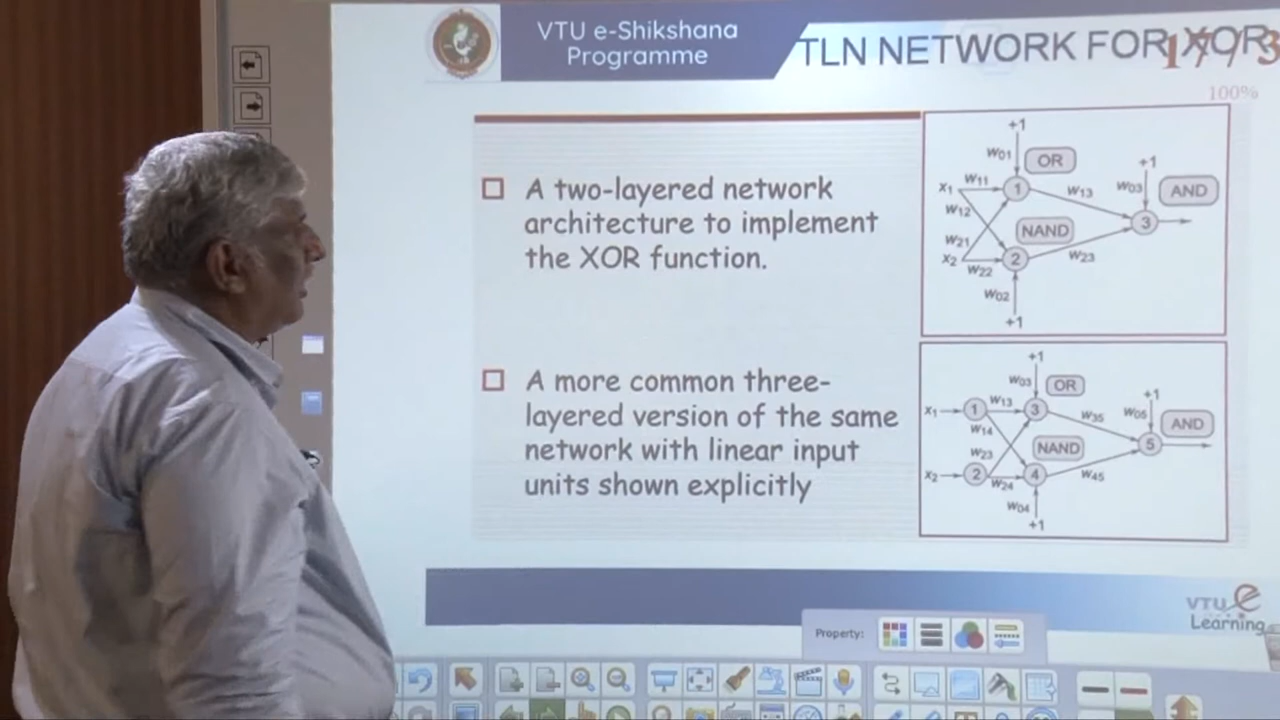 VTU e-Shikshana
Programme
TLN NETWORK FOR XOR
100%
A two-layered network
architecture to implement
the XOR function.
+1
W01
OR
X1
W11
1
W13
+1
W03
AND
W12
3
NAND
W21
X2
2
W23
W22
W02
+1
A more common three-
layered version of the same
network with linear input
units shown explicitly
+1
W03
OR
X1
1
W13
3
W35
+1
W05
AND
W14
5
NAND
W23
X2
2
W24
4
W45
W04
+1
VTU e
Learning
Property: